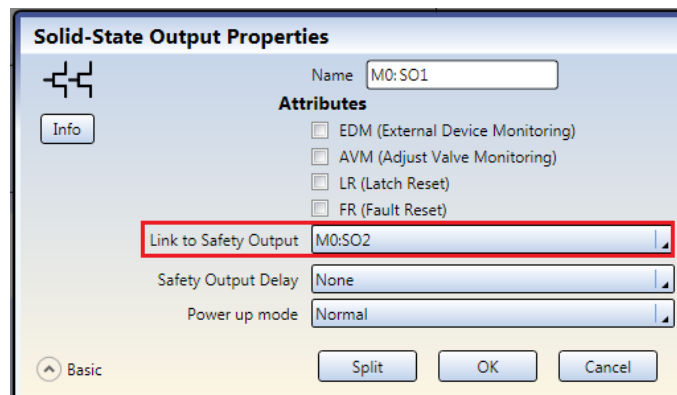 Solid-State Output Properties
Name M0:SO1
Attributes
Info
EDM (External Device Monitoring)
AVM (Adjust Valve Monitoring)
LR (Latch Reset)
FR (Fault Reset)
Link to Safety Output M0:SO2
Safety Output Delay None
Power up mode Normal
Basic Split OK Cancel